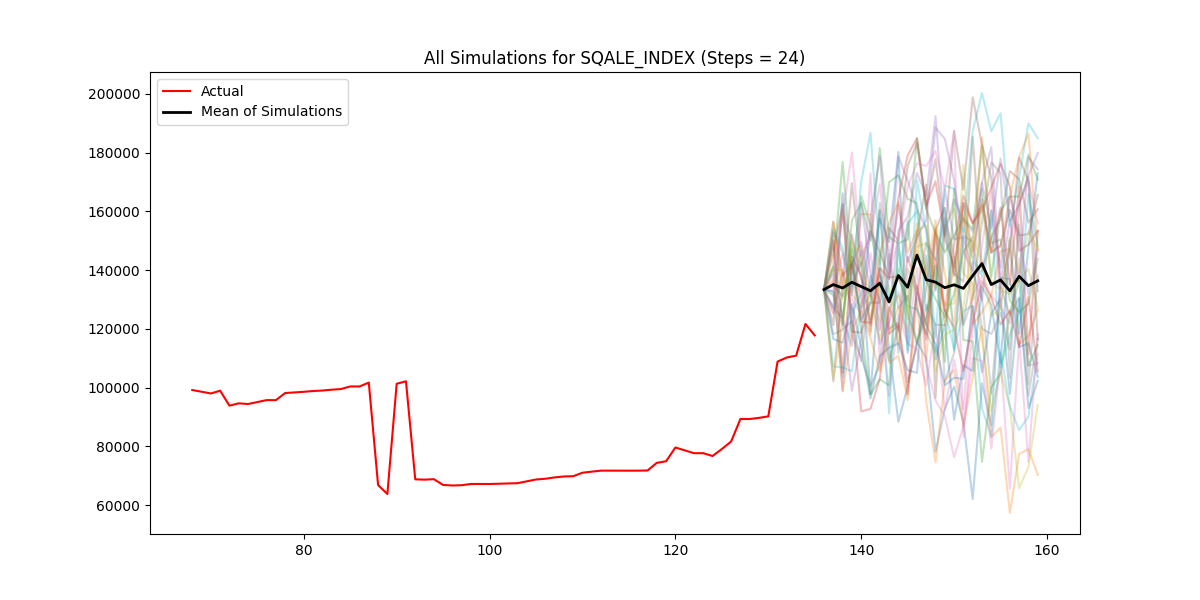 All Simulations for SQALE_INDEX (Steps = 24)
Actual
Mean of Simulations
200000
180000
160000
140000
120000
100000
80000
60000
80 100 120 140 160